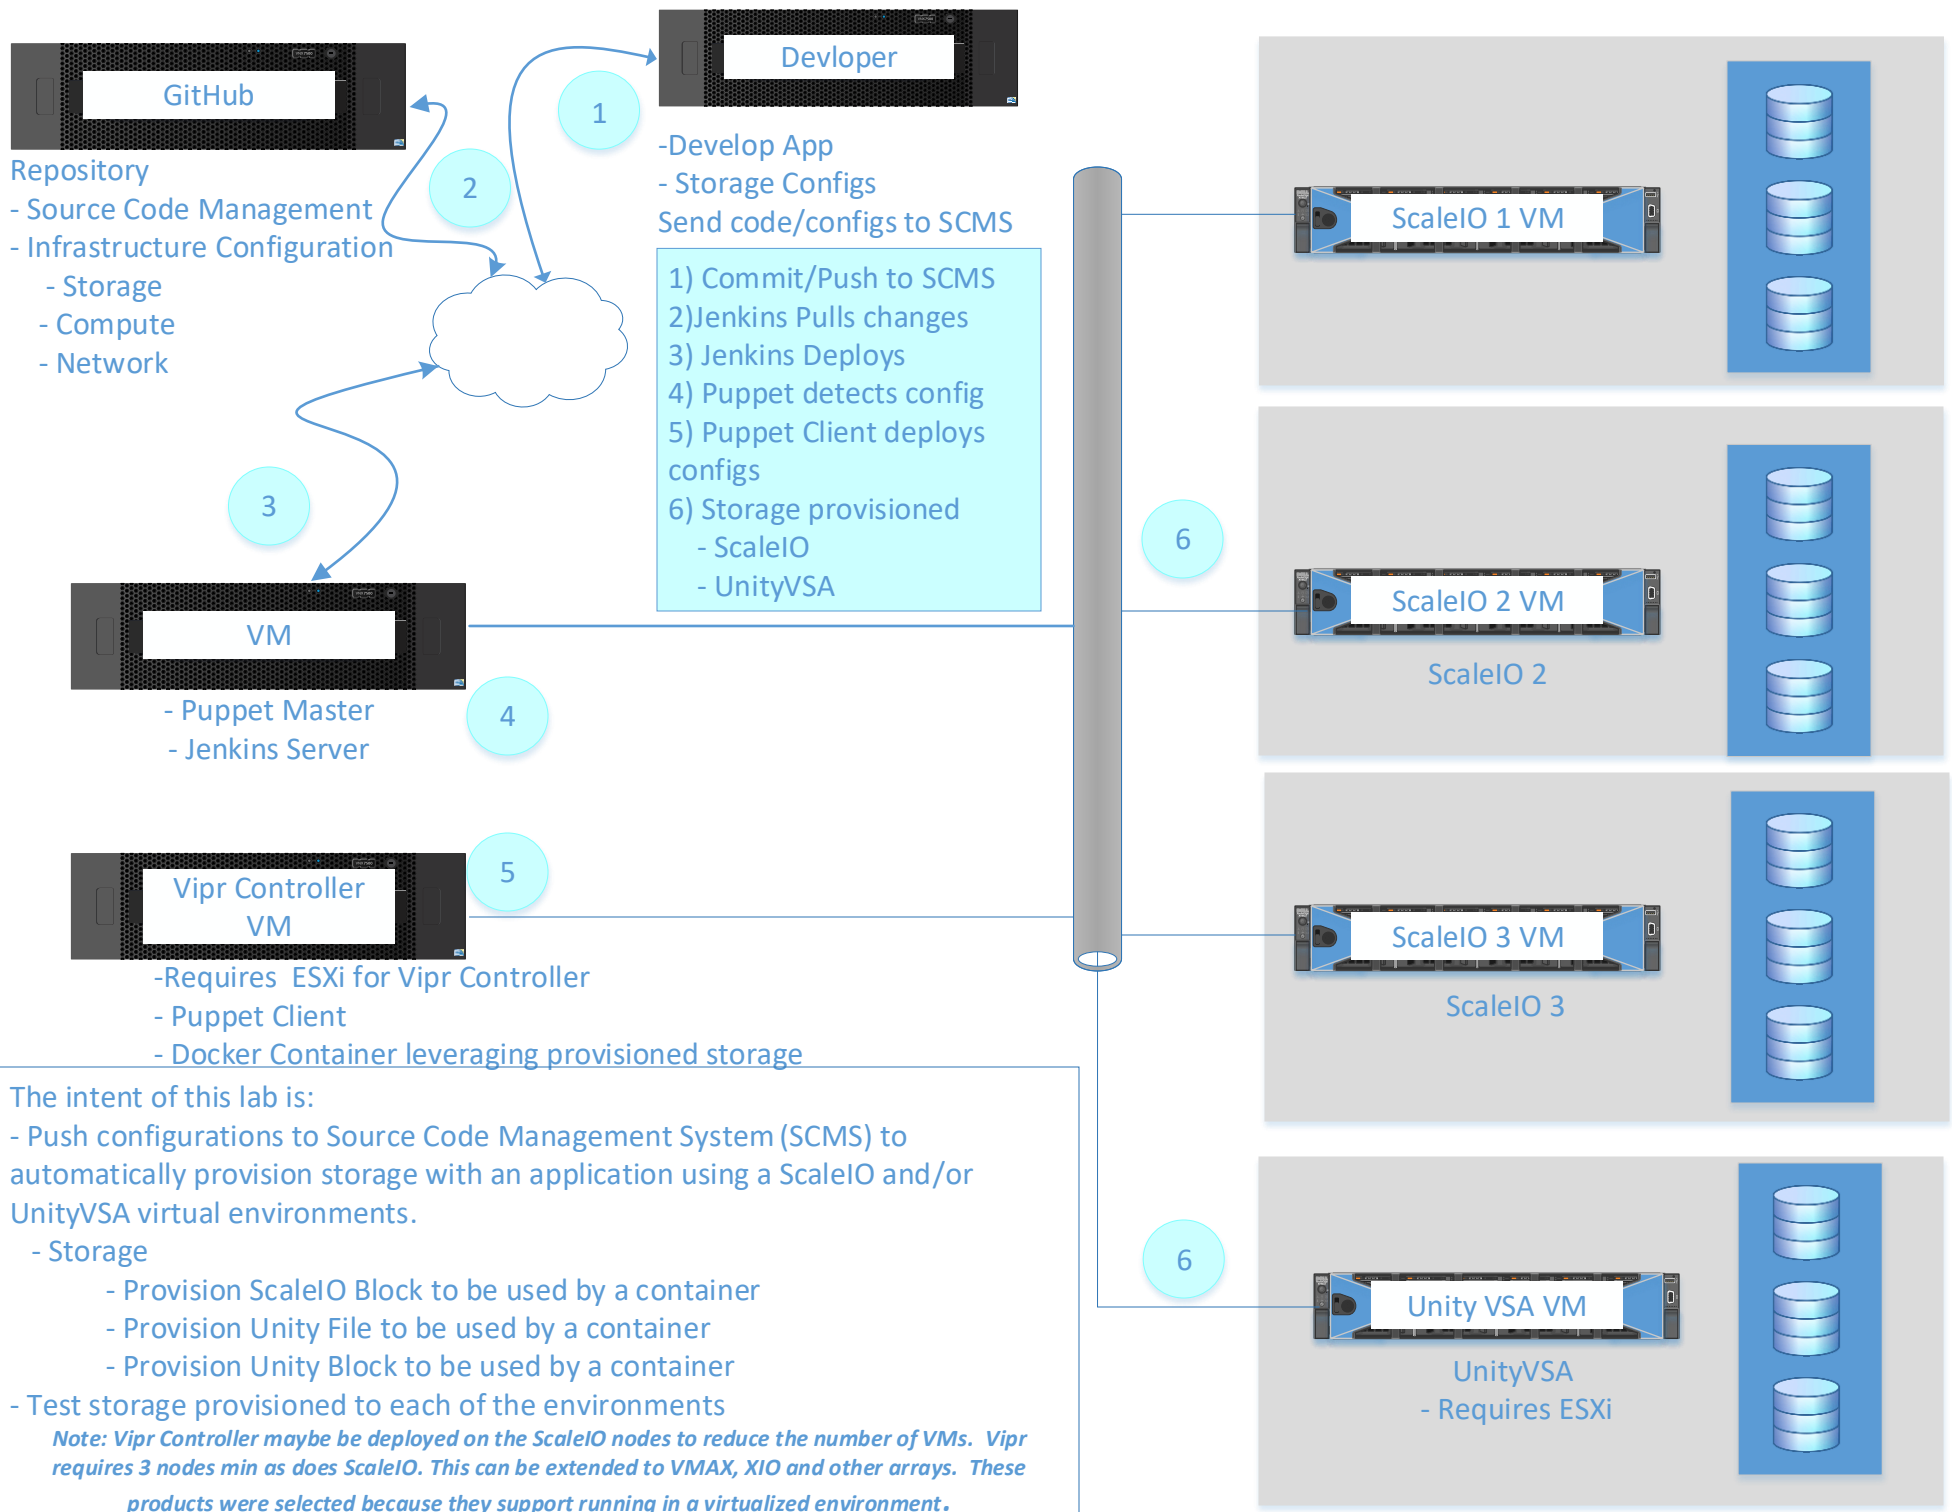 GitHub
Repository
- Source Code Management
- Infrastructure Configuration
- Storage
- Compute
- Network
1
2
3
Devloper
-Develop App
- Storage Configs
Send code/configs to SCMS
1) Commit/Push to SCMS
2)Jenkins Pulls changes
3) Jenkins Deploys
4) Puppet detects config
5) Puppet Client deploys
configs
6) Storage provisioned
- ScaleIO
- UnityVSA
VM
- Puppet Master
- Jenkins Server
4
5
Vipr Controller
VM
-Requires  ESXi for Vipr Controller
- Puppet Client
- Docker Container leveraging provisioned storage
ScaleIO 1 VM
6
ScaleIO 2 VM
ScaleIO 2
ScaleIO 3 VM
ScaleIO 3
6
Unity VSA VM
UnityVSA
- Requires ESXi
The intent of this lab is:
- Push configurations to Source Code Management System (SCMS) to
automatically provision storage with an application using a ScaleIO and/or
UnityVSA virtual environments.
- Storage
- Provision ScaleIO Block to be used by a container
- Provision Unity File to be used by a container
- Provision Unity Block to be used by a container
- Test storage provisioned to each of the environments
Note: Vipr Controller maybe be deployed on the ScaleIO nodes to reduce the number of VMs.  Vipr
requires 3 nodes min as does ScaleIO. This can be extended to VMAX, XIO and other arrays.  These
products were selected because they support running in a virtualized environment.